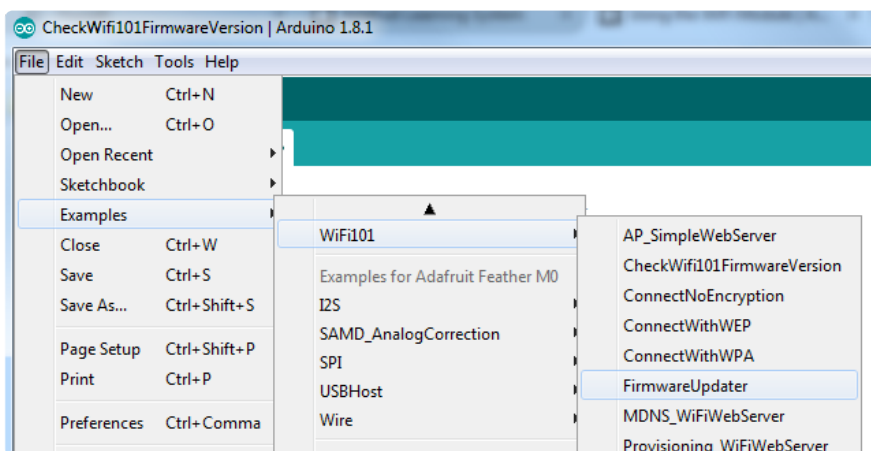 CheckWifi101FirmwareVersion | Arduino 1.8.1
File Edit Sketch Tools Help
New Ctrl+N
Open... Ctrl+O
Open Recent
Sketchbook
Examples
Close Ctrl+W
Save Ctrl+S
Save As... Ctrl+Shift+S
Page Setup Ctrl+Shift+P
Print Ctrl+P
Preferences Ctrl+Comma
WiFi101
Examples for Adafruit Feather M0
I2S
SAMD_AnalogCorrection
SPI
USBHost
Wire
AP_SimpleWebServer
CheckWifi101FirmwareVersion
ConnectNoEncryption
ConnectWithWEP
ConnectWithWPA
FirmwareUpdater
MDNS_WiFiWebServer
Provisioning_WiFiWebServer